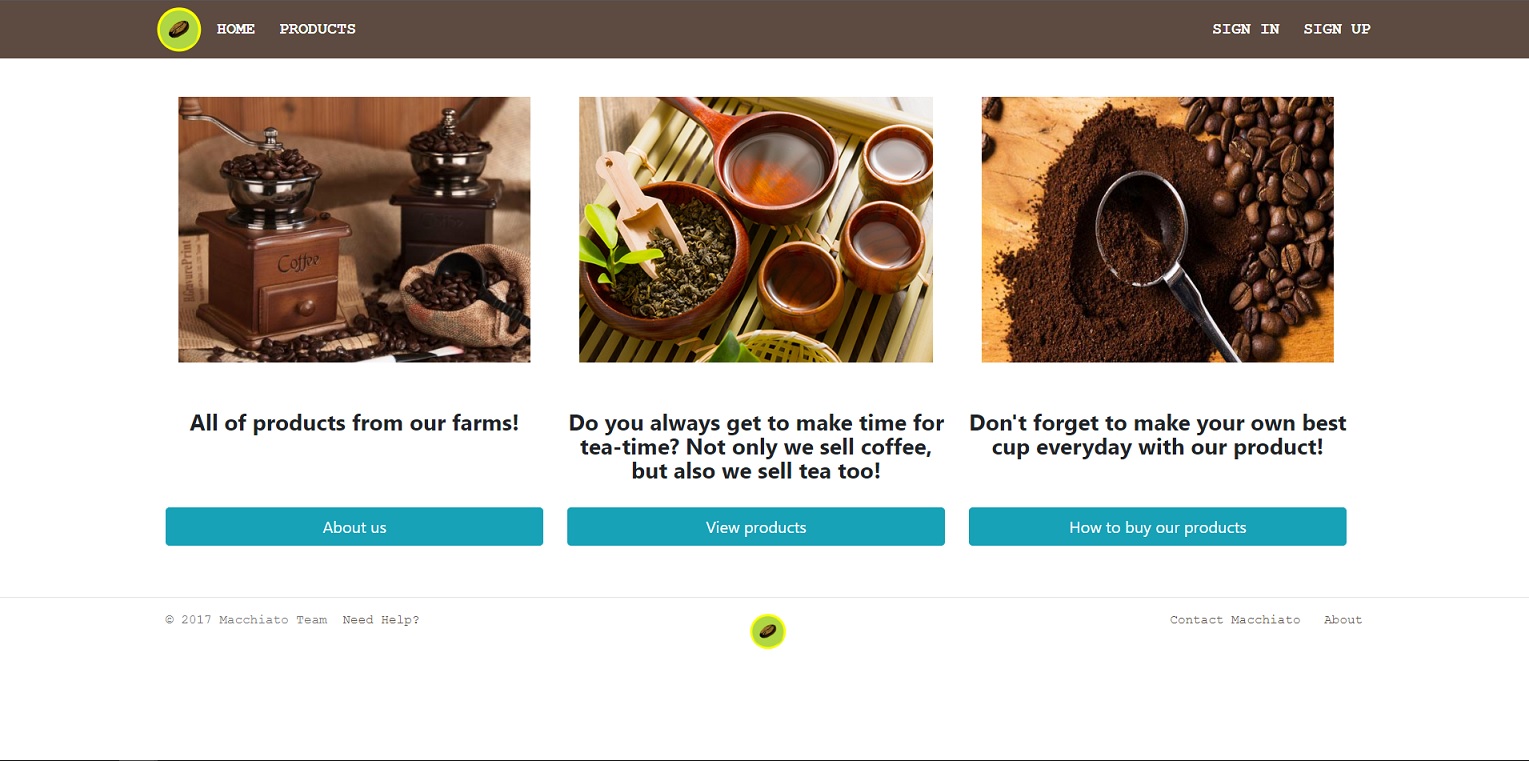 HOME PRODUCTS SIGN IN SIGN UP
Coffee
All of products from our farms!
Do you always get to make time for
tea-time? Not only we sell coffee,
but also we sell tea too!
Don't forget to make your own best
cup everyday with our product!
About us
View products
How to buy our products
© 2017 Macchiato Team Need Help?
Contact Macchiato About